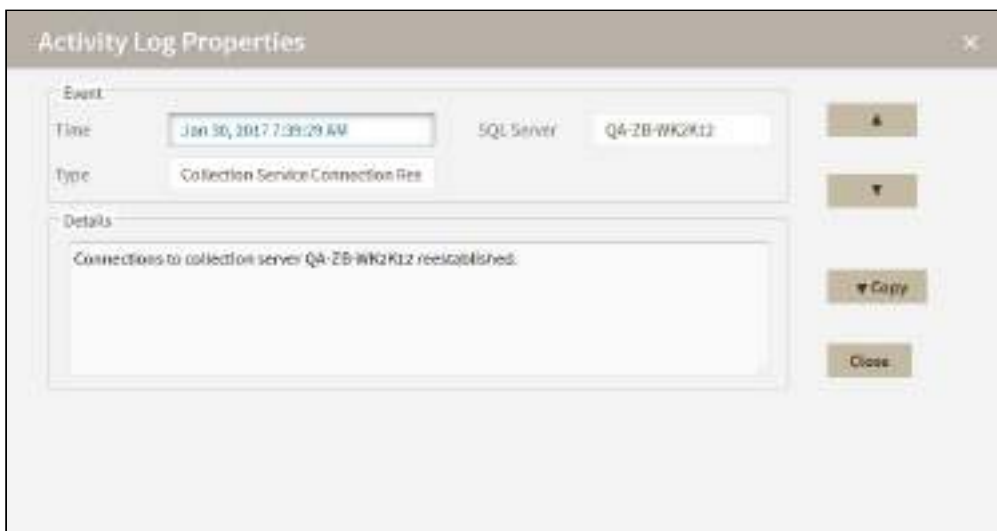 Activity Log Properties
Event
Time
Jan 30, 2017 7:39:29 AM
SQL Server
QA-ZB-WK2K12
Type
Collection Service Connection Ree
Details
Connections to collection server QA-ZB-WK2K12 reestablished.
▲
▼
▼ Copy
Close